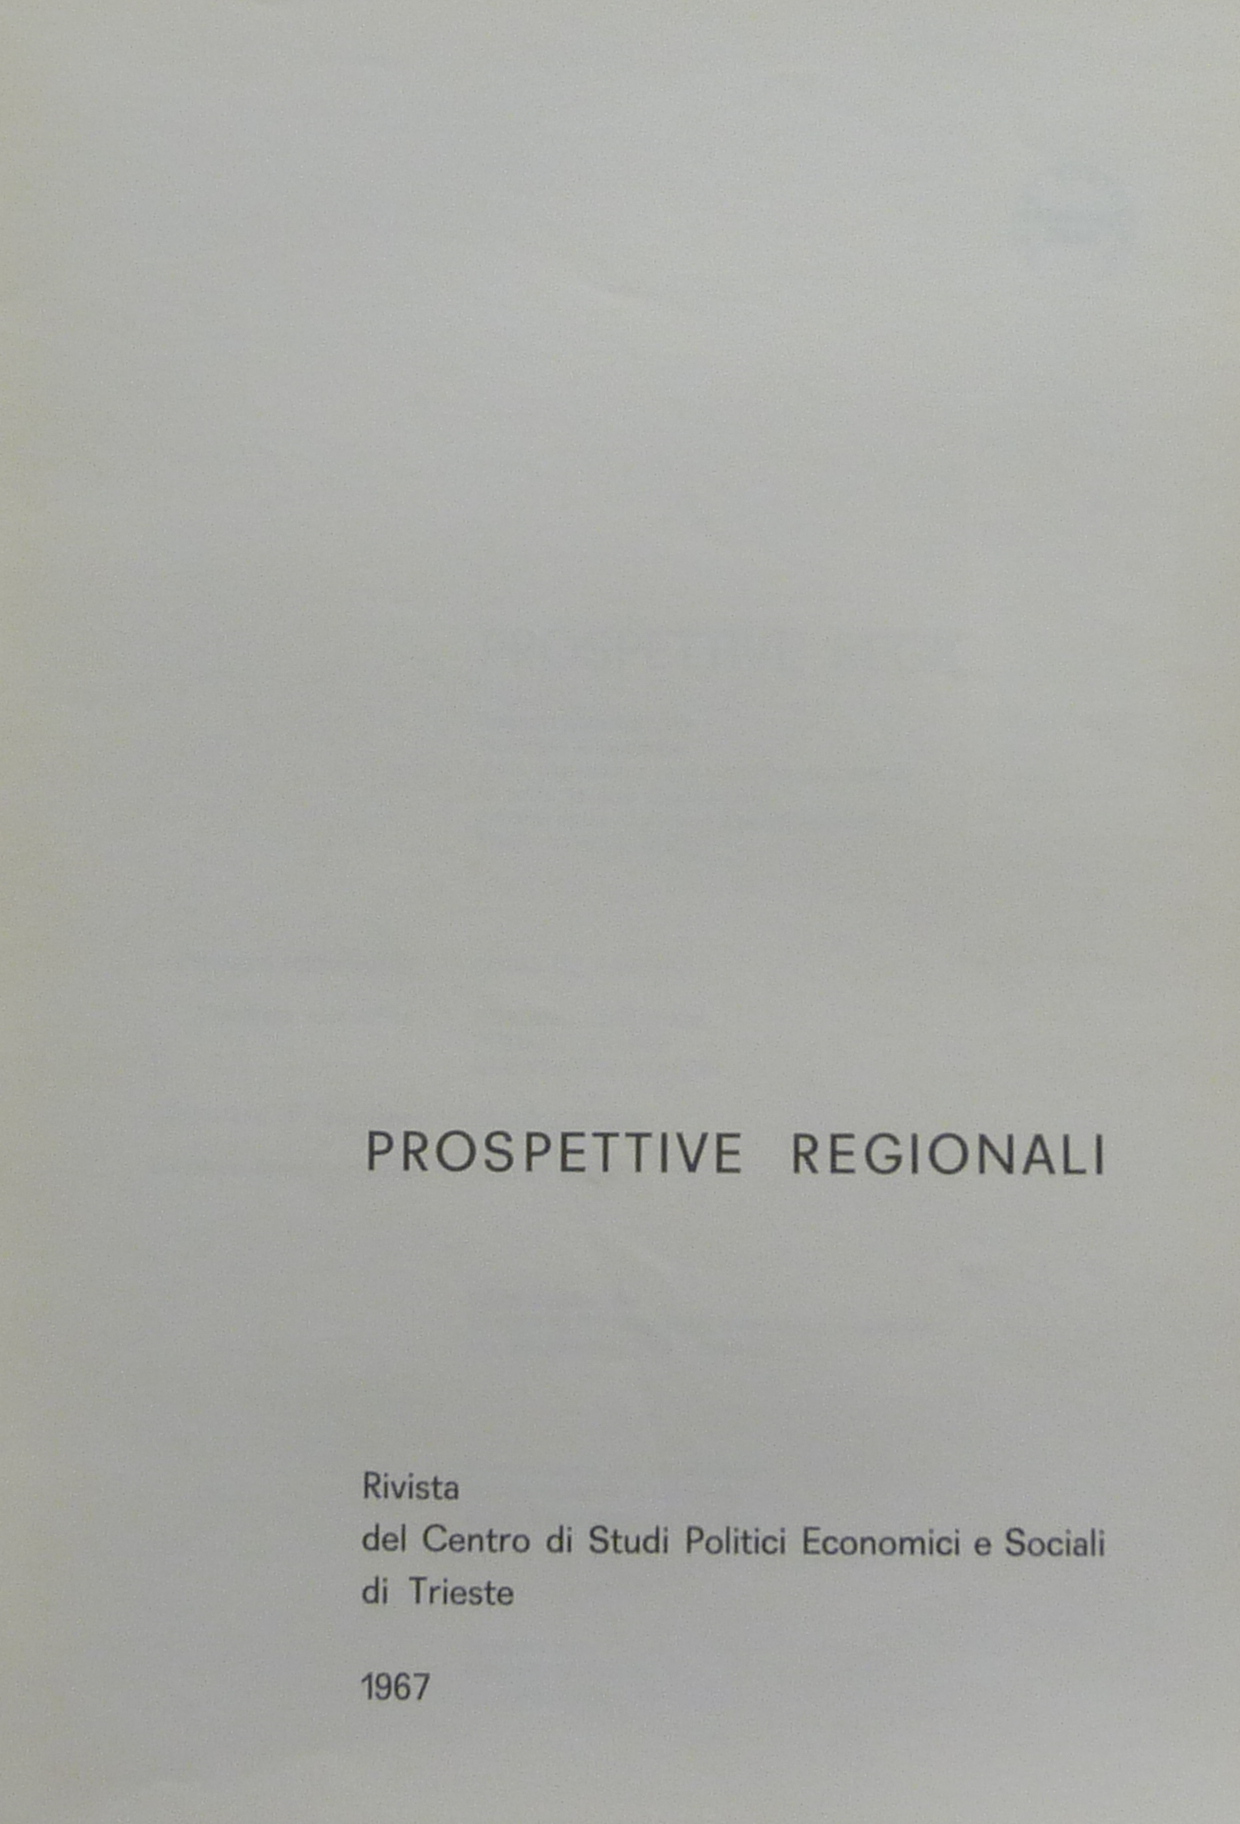 PROSPETTIVE REGIONALI
Rivista
del Centro di Studi Politici Economici e Sociali
di Trieste
1967